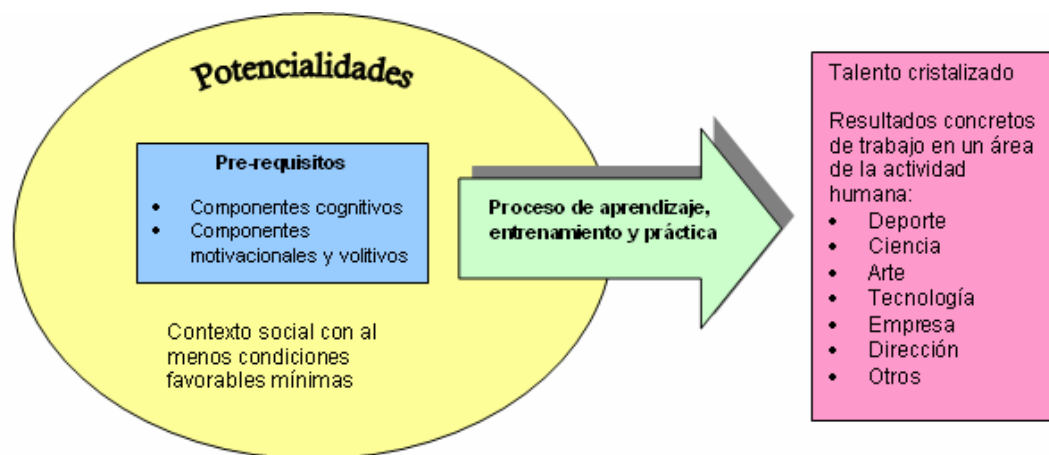 Potencialidades
Pre-requisitos
• Componentes cognitivos
• Componentes
motivacionales y volitivos
Contexto social con al
menos condiciones
favorables mínimas
Proceso de aprendizaje,
entrenamiento y práctica
Talento cristalizado
Resultados concretos
de trabajo en un área
de la actividad
humana:
• Deporte
• Ciencia
• Arte
• Tecnología
• Empresa
• Dirección
• Otros